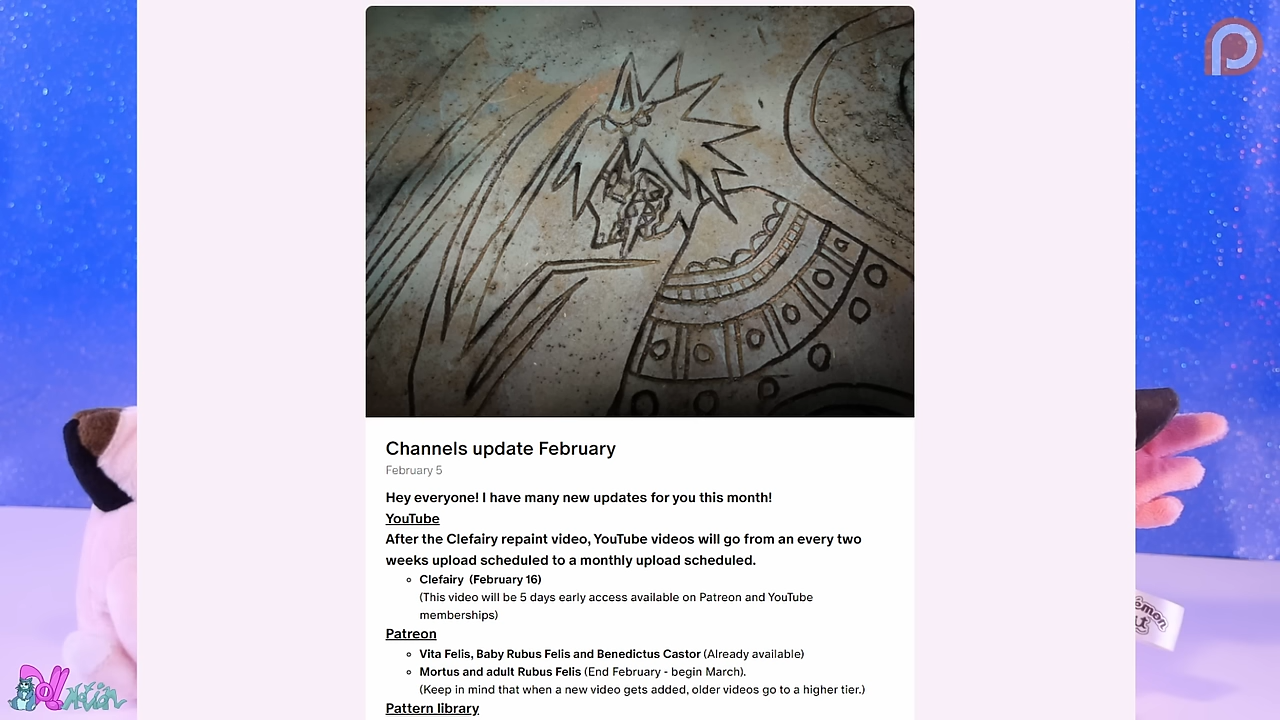 Channels update February
February 5
Hey everyone! I have many new updates for you this month!
YouTube
After the Clefairy repaint video, YouTube videos will go from an every two
weeks upload scheduled to a monthly upload scheduled.
Clefairy (February 16)
(This video will be 5 days early access available on Patreon and YouTube
memberships)
Patreon
Vita Felis, Baby Rubus Felis and Benedictus Castor (Already available)
Mortus and adult Rubus Felis (End February - begin March).
(Keep in mind that when a new video gets added, older videos go to a higher tier.)
Pattern library